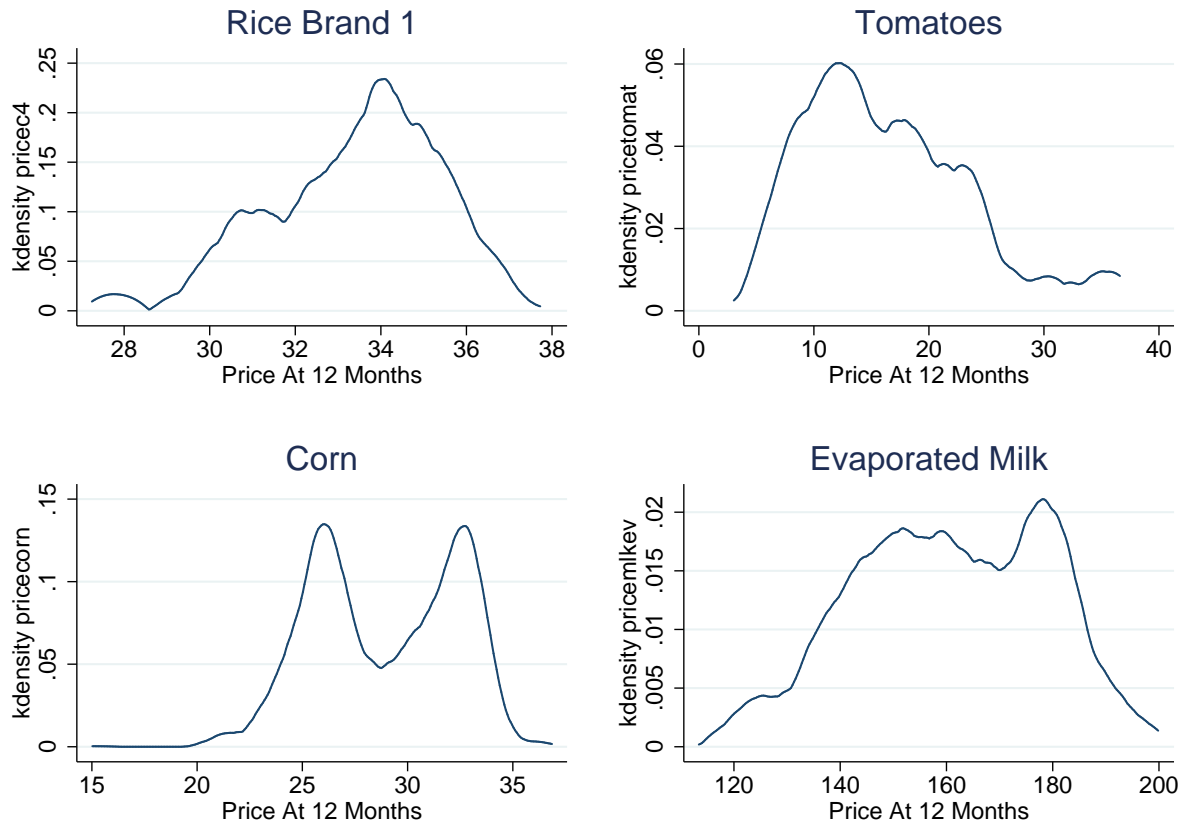 Rice Brand 1
kdensity pricec4
0
.05
.1
.15
.2
.25
28 30 32 34 36 38
Price At 12 Months
Tomatoes
kdensity pricetomat
0
.02
.04
.06
0 10 20 30 40
Price At 12 Months
Corn
kdensity pricecorn
0
.05
.1
.15
15 20 25 30 35
Price At 12 Months
Evaporated Milk
kdensity pricemlkev
0
.005
.01
.015
.02
120 140 160 180 200
Price At 12 Months